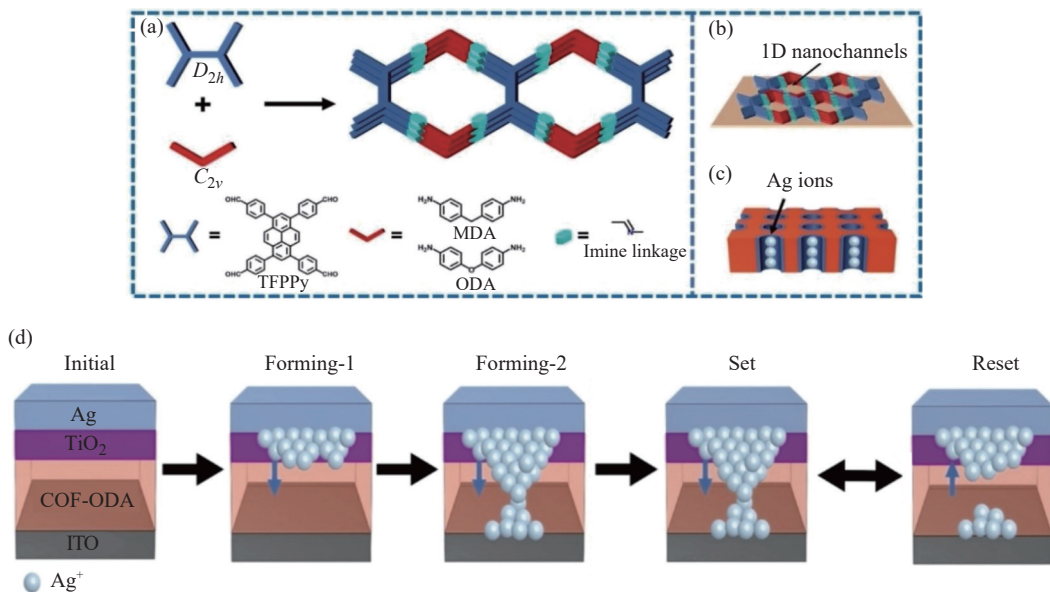 (a)
D2h
+
C2v
=
OHC
CHO
OHC
CHO
TFPPy
=
H2N
NH2
MDA
H2N
NH2
O
ODA
=
N
Imine linkage
(b)
1D nanochannels
(c)
Ag ions
(d)
Initial
Forming-1
Forming-2
Set
Reset
Ag
TiO2
COF-ODA
ITO
Ag+